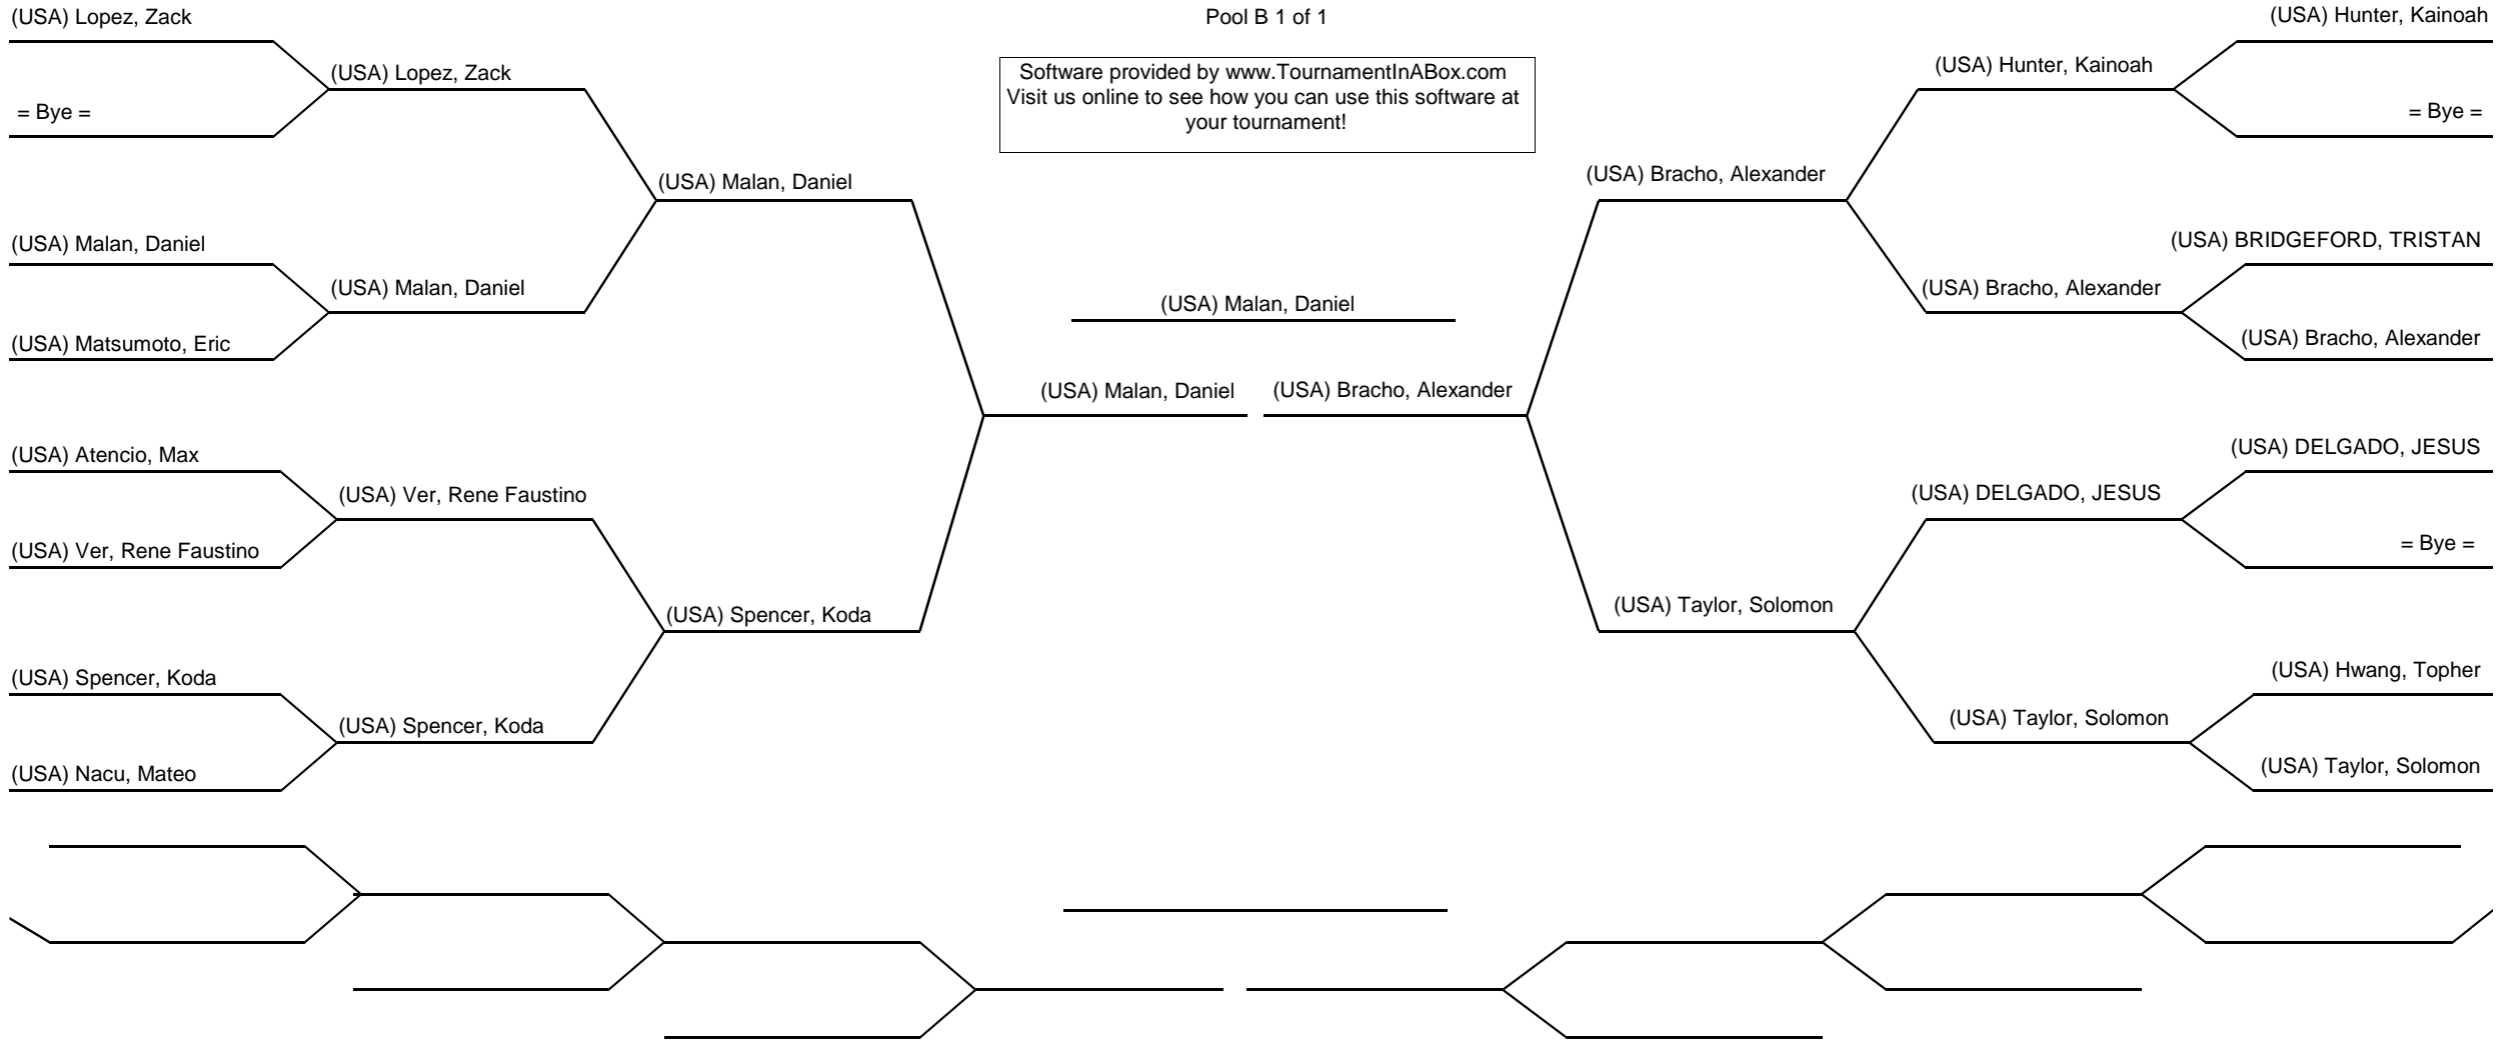 Pool B 1 of 1
Software provided by www.TournamentInABox.com
Visit us online to see how you can use this software at
your tournament!
(USA) Lopez, Zack
= Bye =
(USA) Malan, Daniel
(USA) Matsumoto, Eric
(USA) Atencio, Max
(USA) Ver, Rene Faustino
(USA) Spencer, Koda
(USA) Nacu, Mateo
(USA) Lopez, Zack
(USA) Malan, Daniel
(USA) Ver, Rene Faustino
(USA) Spencer, Koda
(USA) Malan, Daniel
(USA) Spencer, Koda
(USA) Malan, Daniel
(USA) Malan, Daniel
(USA) Bracho, Alexander
(USA) Bracho, Alexander
(USA) Taylor, Solomon
(USA) Hunter, Kainoah
(USA) Bracho, Alexander
(USA) DELGADO, JESUS
(USA) Taylor, Solomon
(USA) Hunter, Kainoah
= Bye =
(USA) BRIDGEFORD, TRISTAN
(USA) Bracho, Alexander
(USA) DELGADO, JESUS
= Bye =
(USA) Hwang, Topher
(USA) Taylor, Solomon